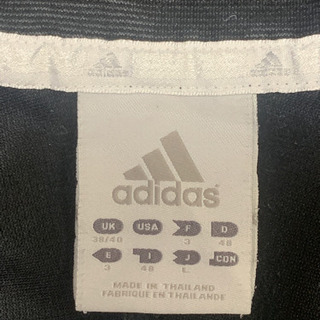 adidas
UK USA F D
38/40 3 48
E I J CON
3 48 L
MADE IN THAILAND
FABRIQUE EN THAILANDE